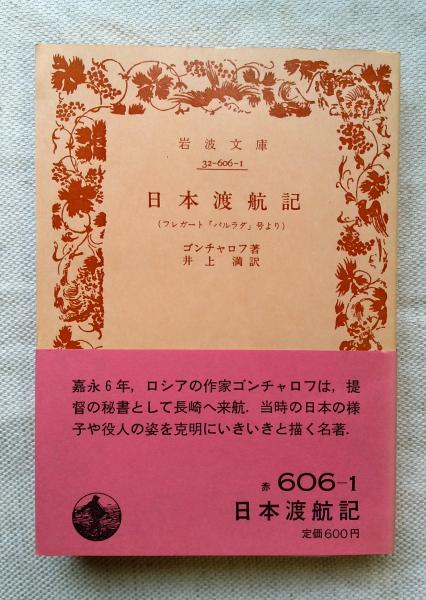 岩波文庫
32-606-1
日本渡航記
(フレガート「パルラダ」号より)
ゴンチャロフ著
井上満訳
嘉永6年，ロシアの作家ゴンチャロフは，提
督の秘書として長崎へ来航．当時の日本の様
子や役人の姿を克明にいきいきと描く名著．
赤 606-1
日本渡航記
定価600円